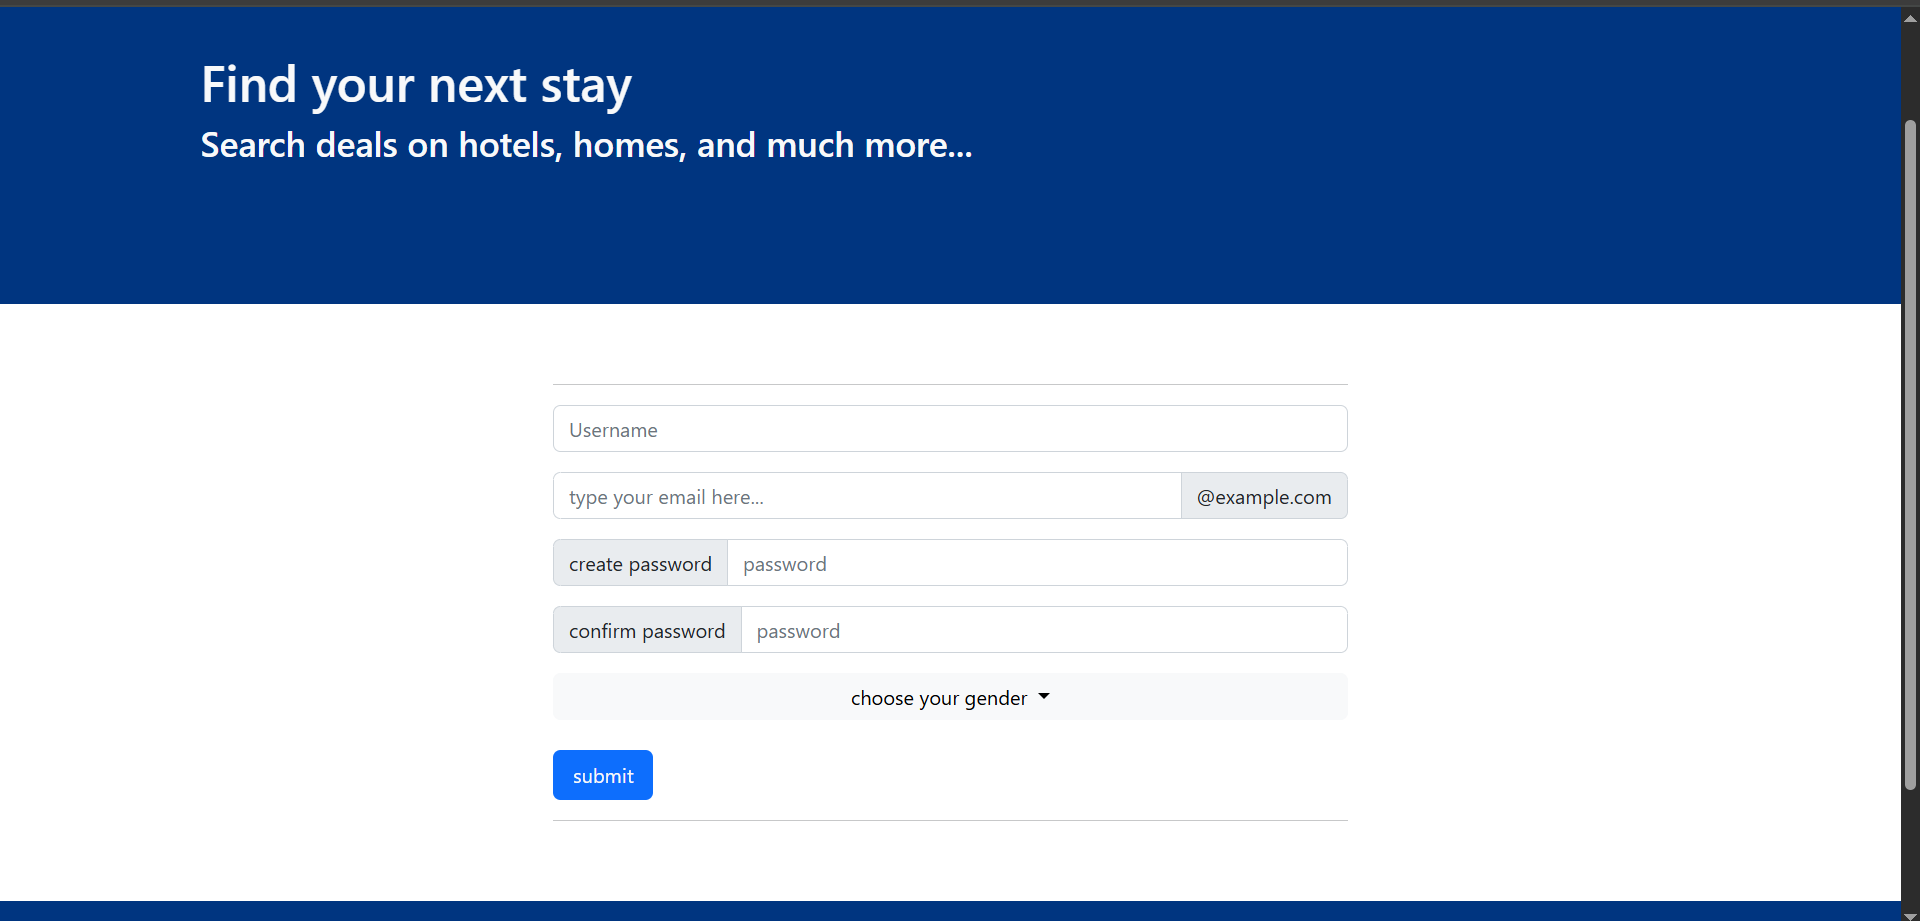 Find your next stay
Search deals on hotels, homes, and much more...
Username
type your email here... @example.com
create password password
confirm password password
choose your gender
submit